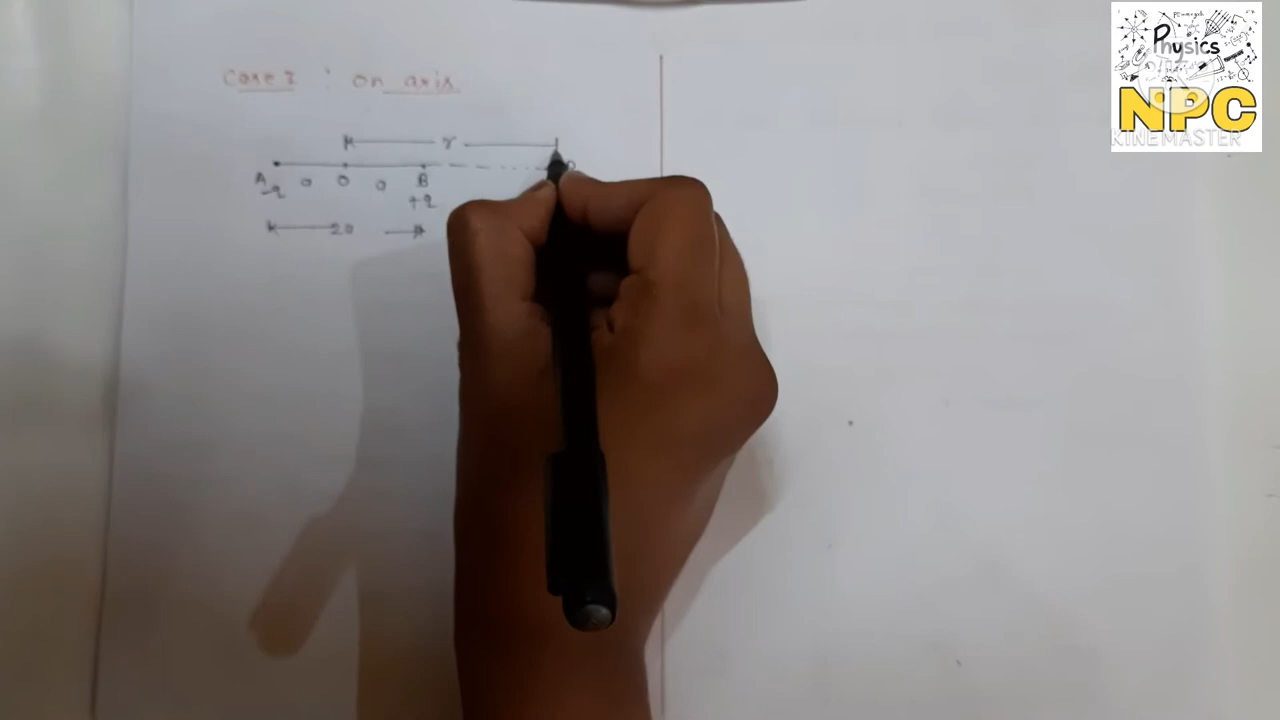 Case I : on axis
r
A a O a B P
-q +q
2a
Physics
NPC
KINEMASTER